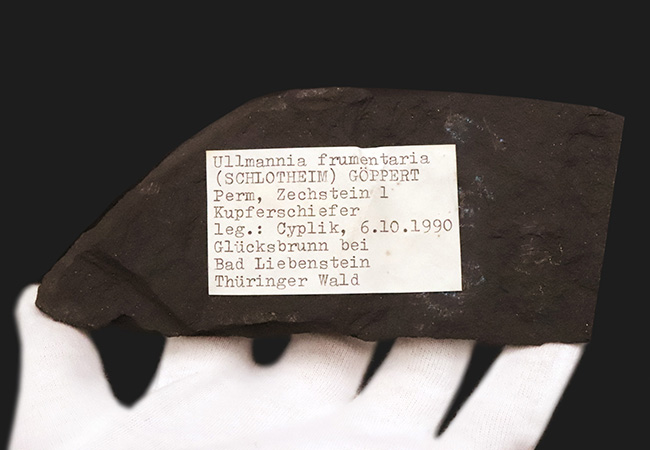 Ullmannia frumentaria
(SCHLOTHEIM) GÖPPERT
Perm, Zechstein 1
Kupferschiefer
leg.: Cyplik, 6.10.1990
Glücksbrunn bei
Bad Liebenstein
Thüringer Wald